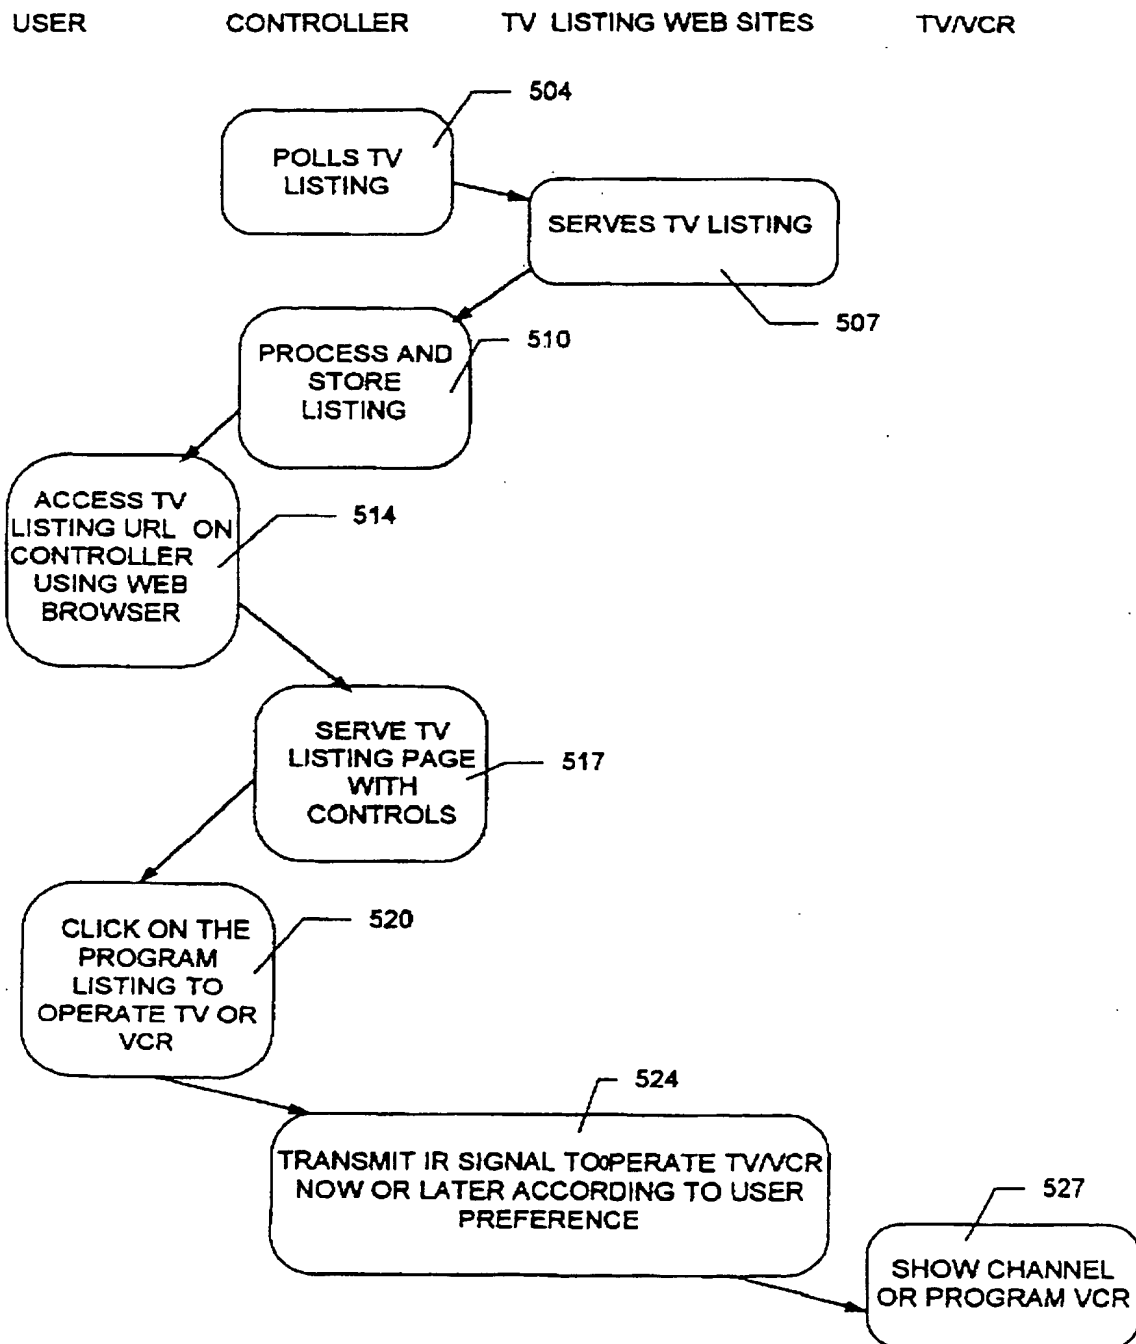 USER CONTROLLER TV LISTING WEB SITES TV/VCR
504
POLLS TV
LISTING
SERVES TV LISTING
507
PROCESS AND
STORE
LISTING
510
ACCESS TV
LISTING URL ON
CONTROLLER
USING WEB
BROWSER
514
SERVE TV
LISTING PAGE
WITH
CONTROLS
517
CLICK ON THE
PROGRAM
LISTING TO
OPERATE TV OR
VCR
520
524
TRANSMIT IR SIGNAL TO OPERATE TV/VCR
NOW OR LATER ACCORDING TO USER
PREFERENCE
527
SHOW CHANNEL
OR PROGRAM VCR